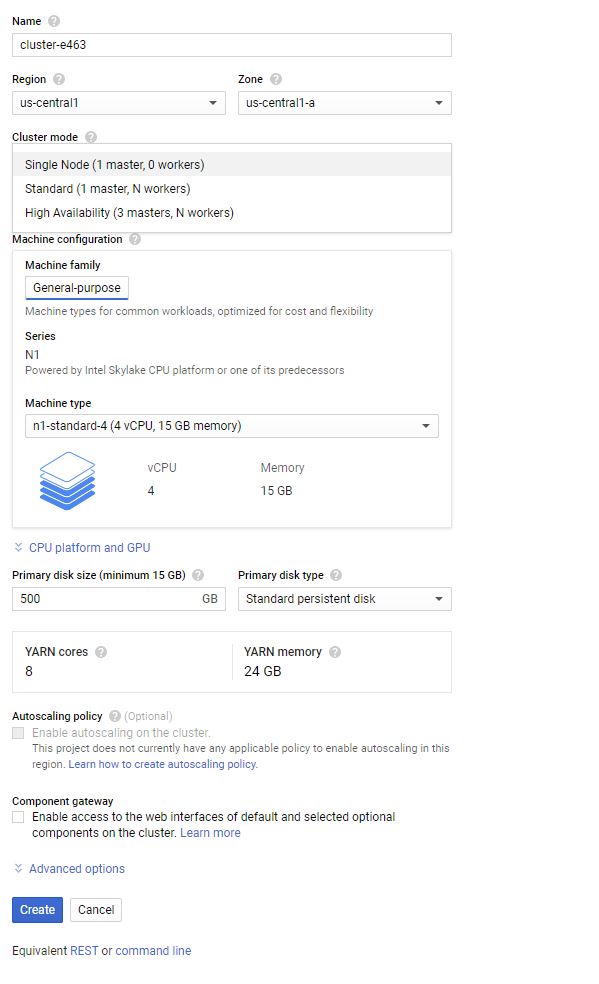 Name
cluster-e463
Region Zone
us-central1 us-central1-a
Cluster mode
Single Node (1 master, 0 workers)
Standard (1 master, N workers)
High Availability (3 masters, N workers)
Machine configuration
Machine family
General-purpose
Machine types for common workloads, optimized for cost and flexibility
Series
N1
Powered by Intel Skylake CPU platform or one of its predecessors
Machine type
n1-standard-4 (4 vCPU, 15 GB memory)
vCPU Memory
4 15 GB
CPU platform and GPU
Primary disk size (minimum 15 GB) Primary disk type
500 GB Standard persistent disk
YARN cores YARN memory
8 24 GB
Autoscaling policy (Optional)
Enable autoscaling on the cluster.
This project does not currently have any applicable policy to enable autoscaling in this
region. Learn how to create autoscaling policy.
Component gateway
Enable access to the web interfaces of default and selected optional
components on the cluster. Learn more
Advanced options
Create Cancel
Equivalent REST or command line